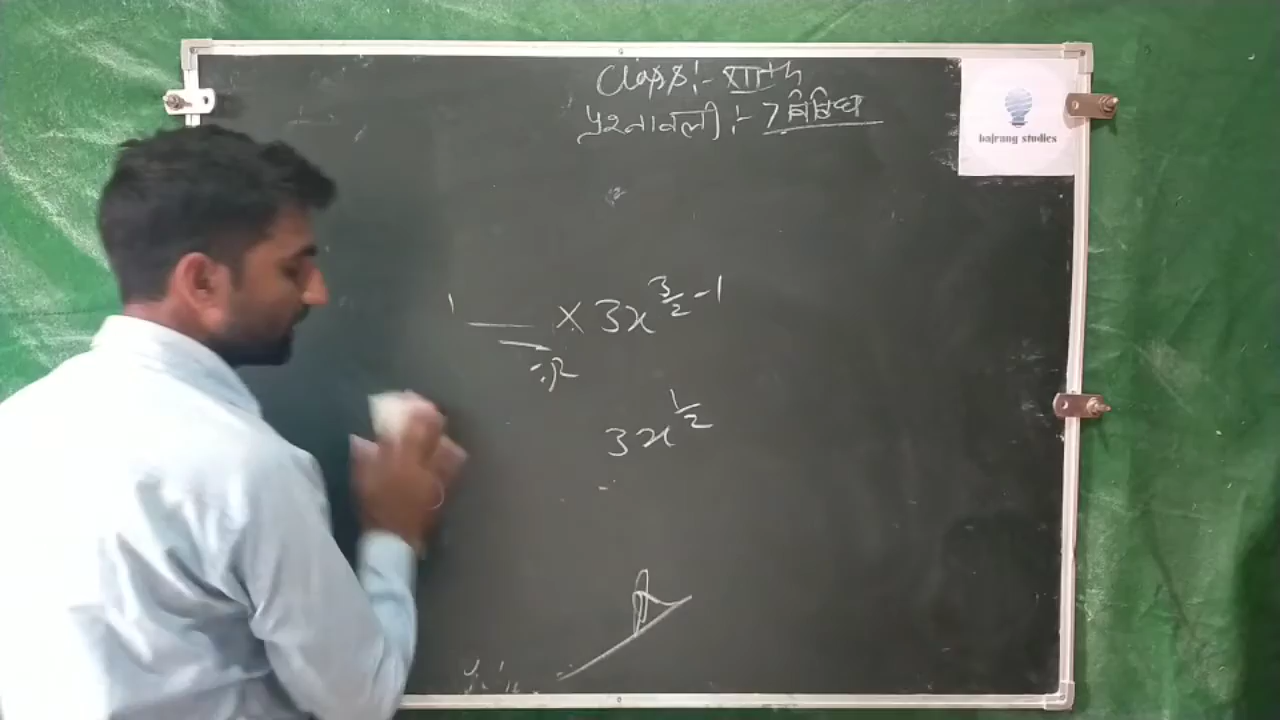 Class:- XIIth
प्रश्नावली:- 7 विविध
bajrang studies
× 3x^{3/2 - 1}
3x^{1/2}